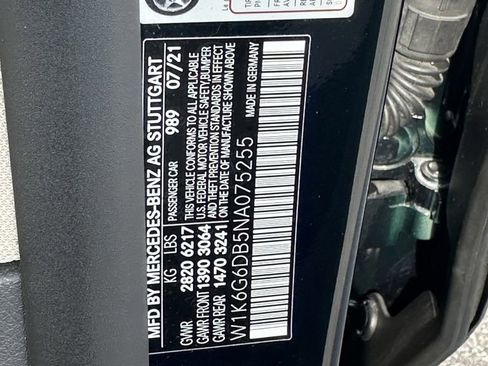 MFD BY MERCEDES-BENZ AG STUTTGART
PASSENGER CAR 989 07/21
KG LBS
GVWR 2820 6217
GAWR FRONT 1390 3064
GAWR REAR 1470 3241
THIS VEHICLE CONFORMS TO ALL APPLICABLE
U.S. FEDERAL MOTOR VEHICLE SAFETY, BUMPER
AND THEFT PREVENTION STANDARDS IN EFFECT
ON THE DATE OF MANUFACTURE SHOWN ABOVE
W1K6G6DB5NA075255
MADE IN GERMANY